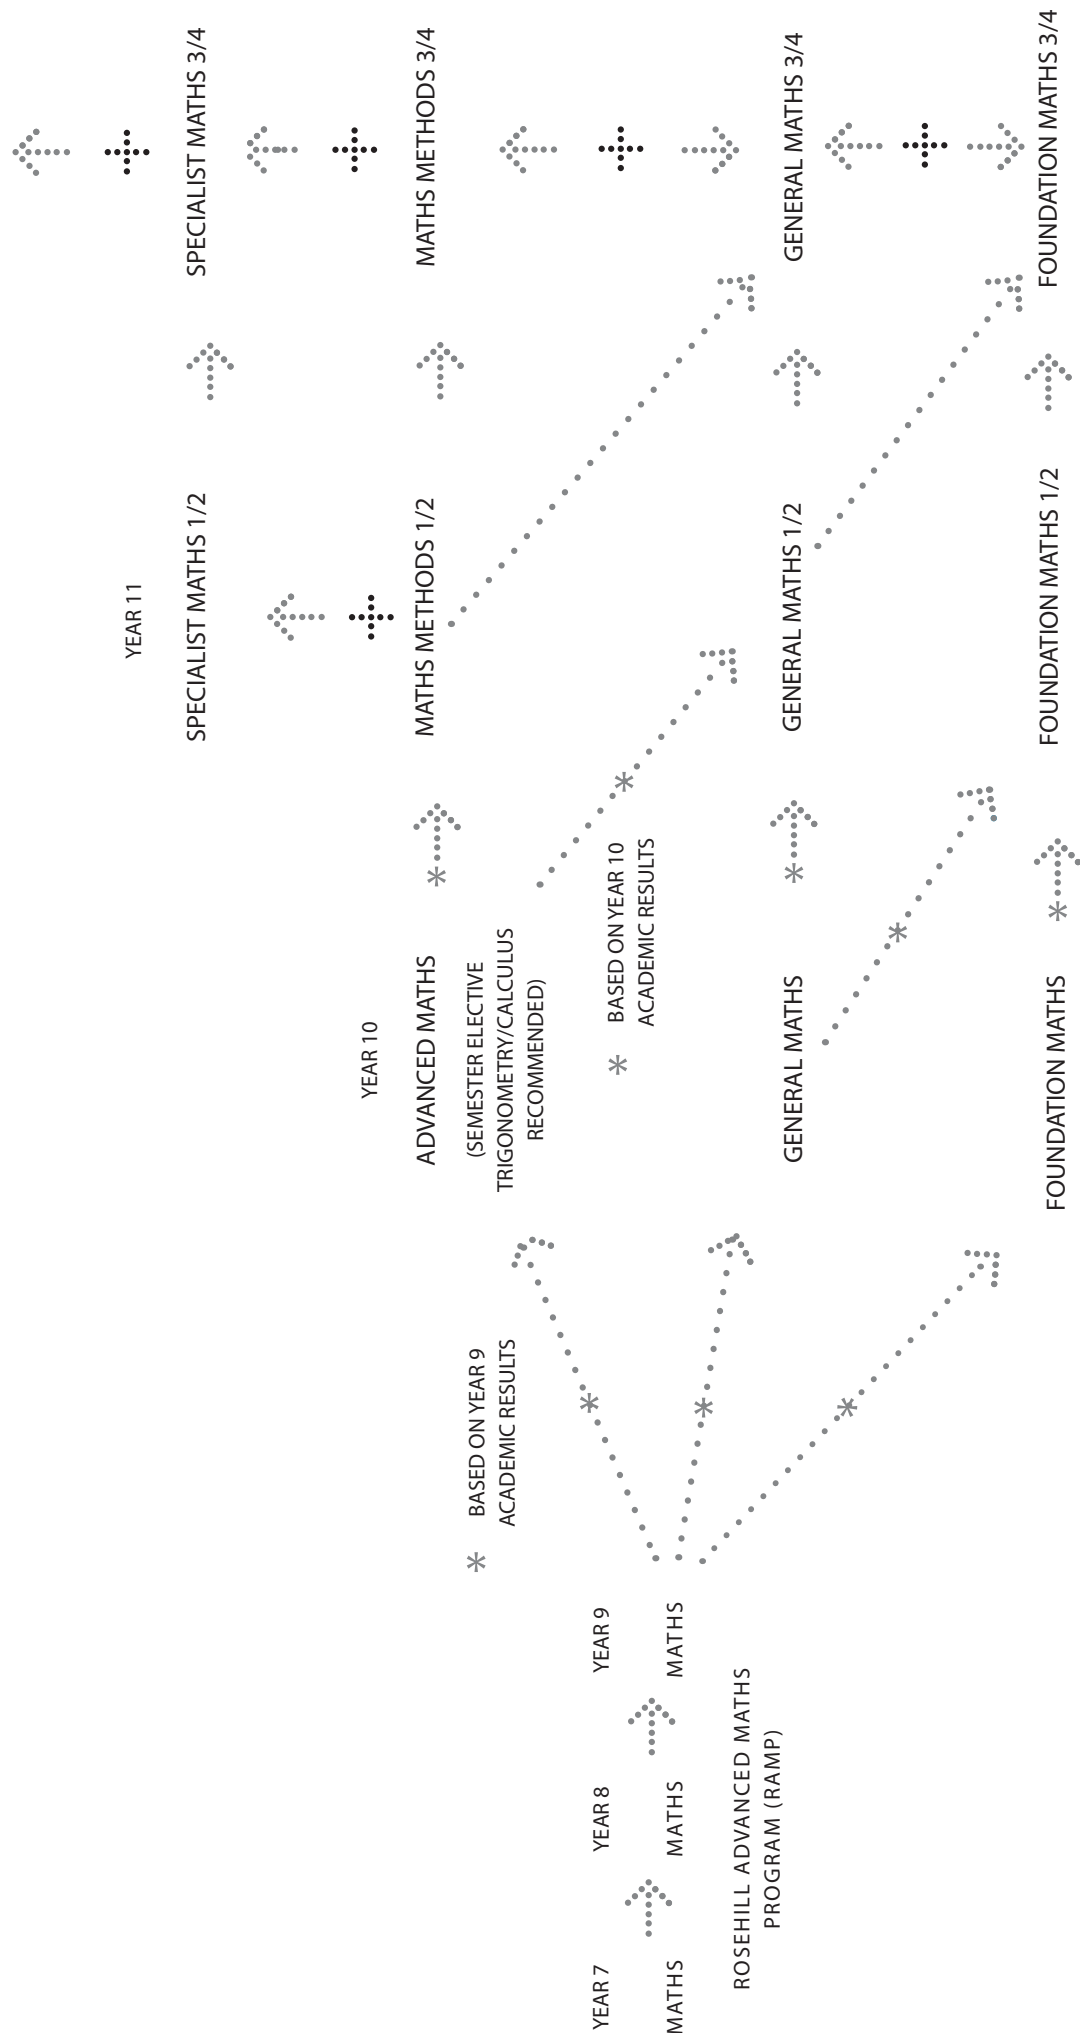 YEAR 7
MATHS
YEAR 8
MATHS
YEAR 9
MATHS
ROSEHILL ADVANCED MATHS
PROGRAM (RAMP)
* BASED ON YEAR 9
ACADEMIC RESULTS
YEAR 10
ADVANCED MATHS
(SEMESTER ELECTIVE
TRIGONOMETRY/CALCULUS
RECOMMENDED)
* BASED ON YEAR 10
ACADEMIC RESULTS
GENERAL MATHS
FOUNDATION MATHS
YEAR 11
SPECIALIST MATHS 1/2
MATHS METHODS 1/2
GENERAL MATHS 1/2
FOUNDATION MATHS 1/2
SPECIALIST MATHS 3/4
MATHS METHODS 3/4
GENERAL MATHS 3/4
FOUNDATION MATHS 3/4